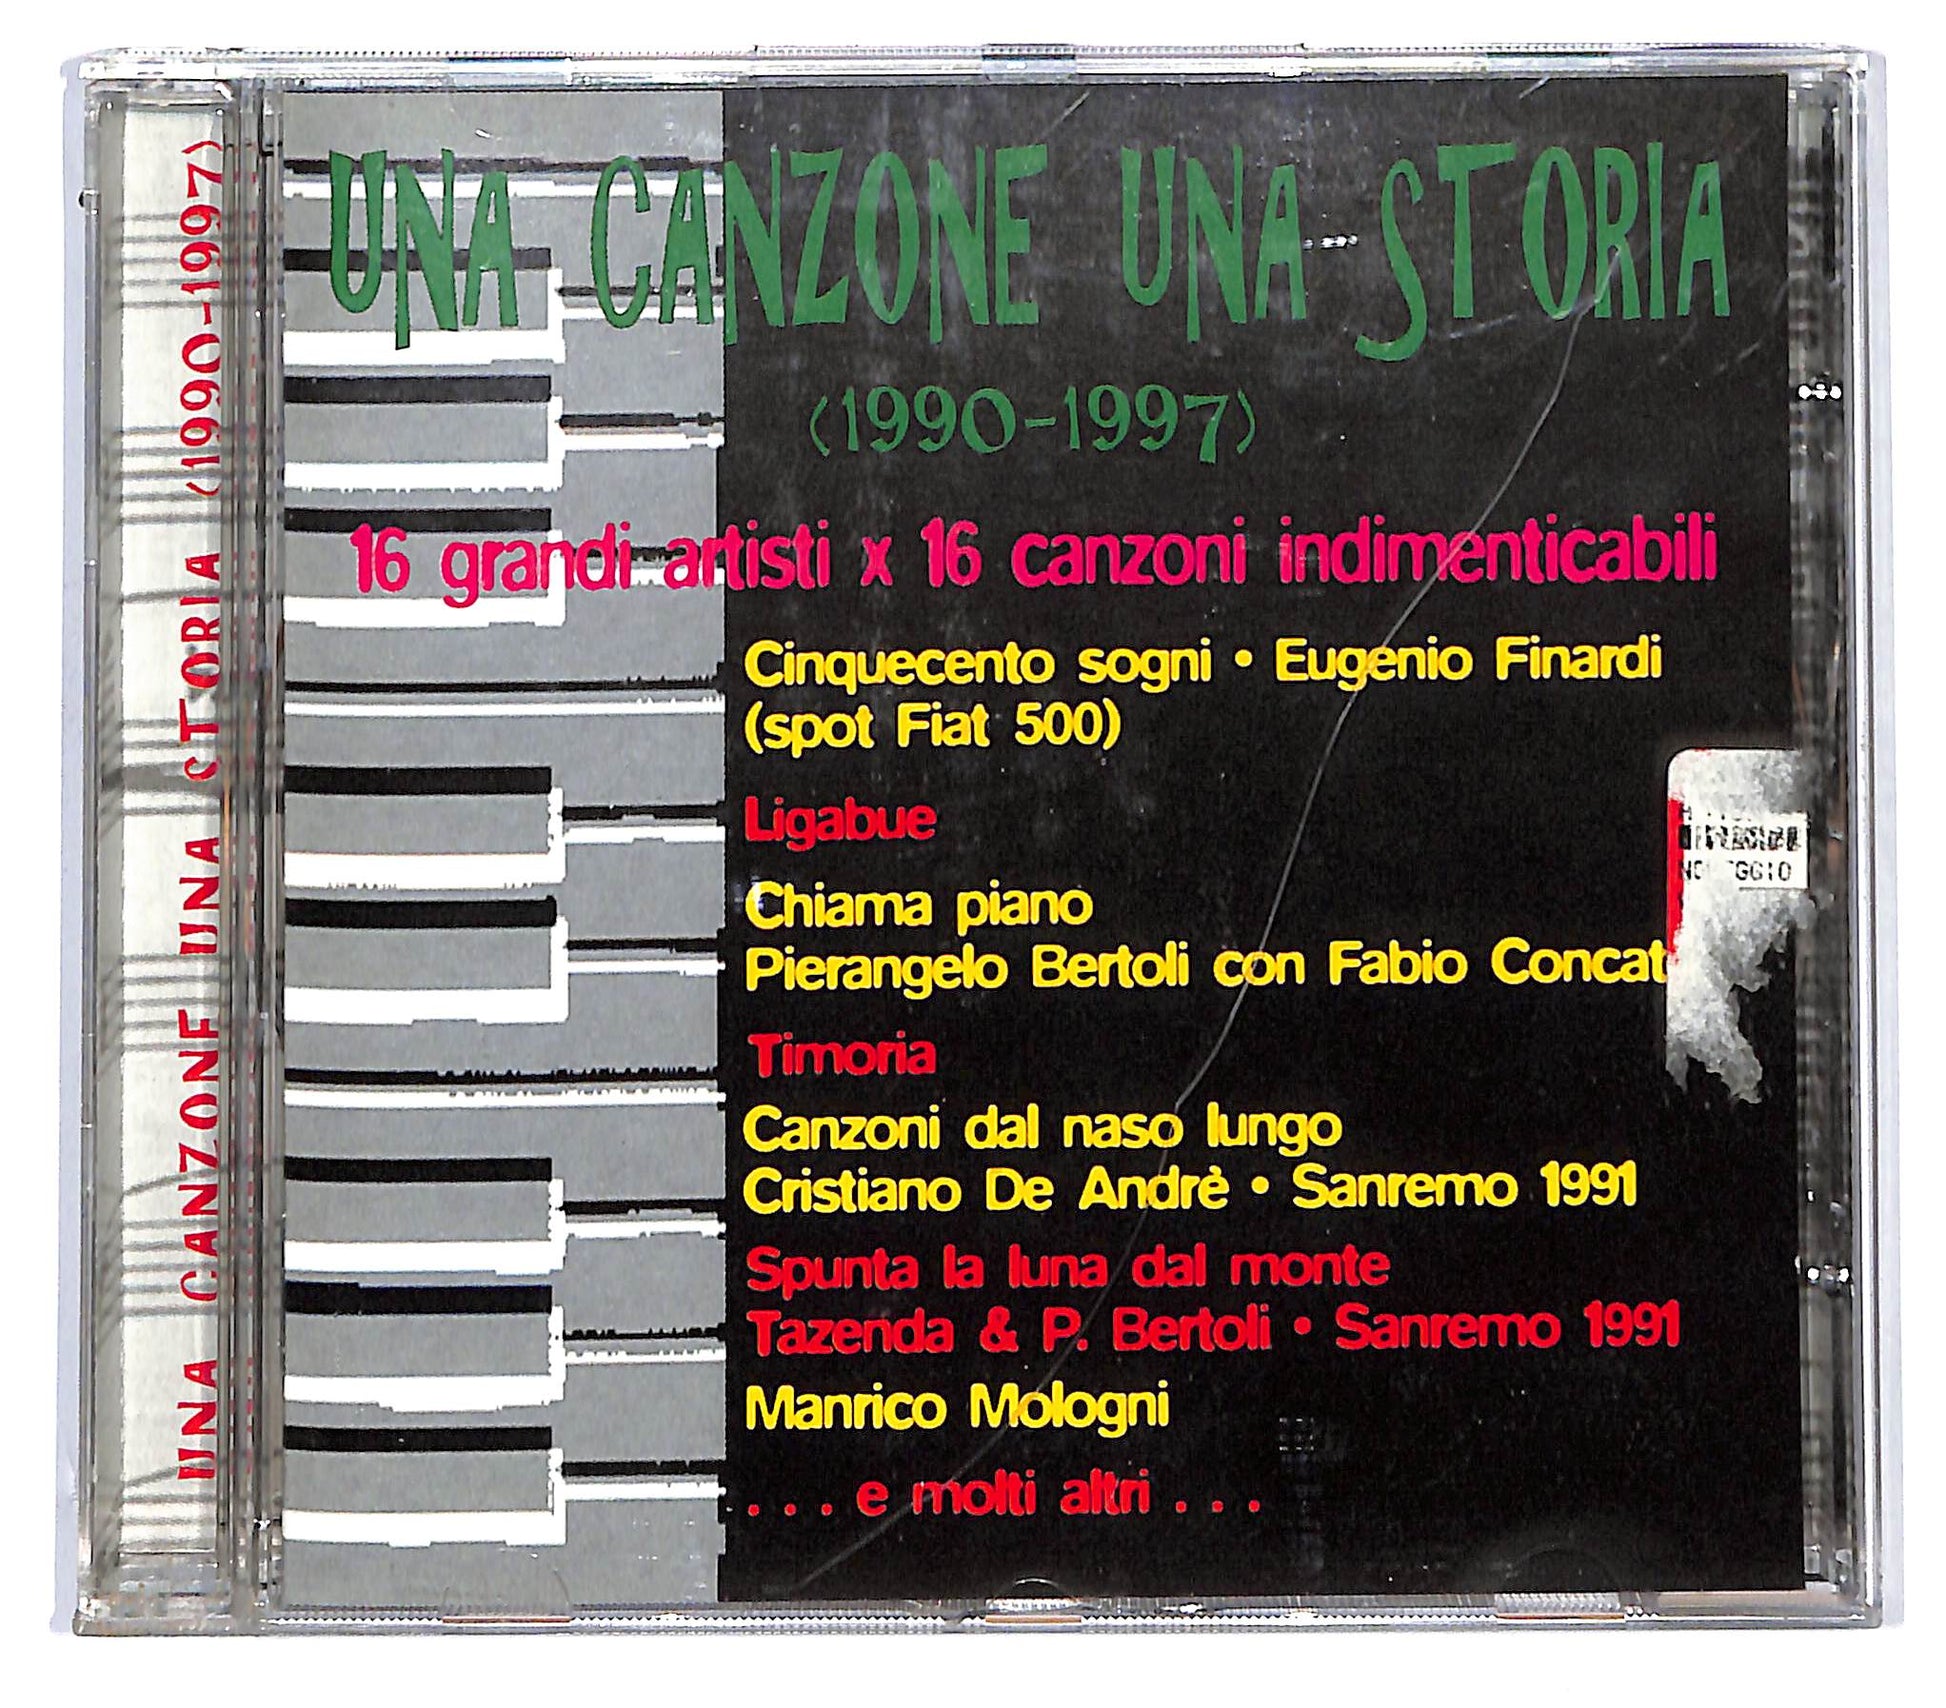 UNA CANZONE UNA STORIA (1990-1997)
UNA CANZONE UNA STORIA
(1990-1997)
16 grandi artisti x 16 canzoni indimenticabili
Cinquecento sogni • Eugenio Finardi
(spot Fiat 500)
Ligabue
Chiama piano
Pierangelo Bertoli con Fabio Concat
Timoria
Canzoni dal naso lungo
Cristiano De Andrè • Sanremo 1991
Spunta la luna dal monte
Tazenda & P. Bertoli • Sanremo 1991
Manrico Mologni
. . . e molti altri . . .